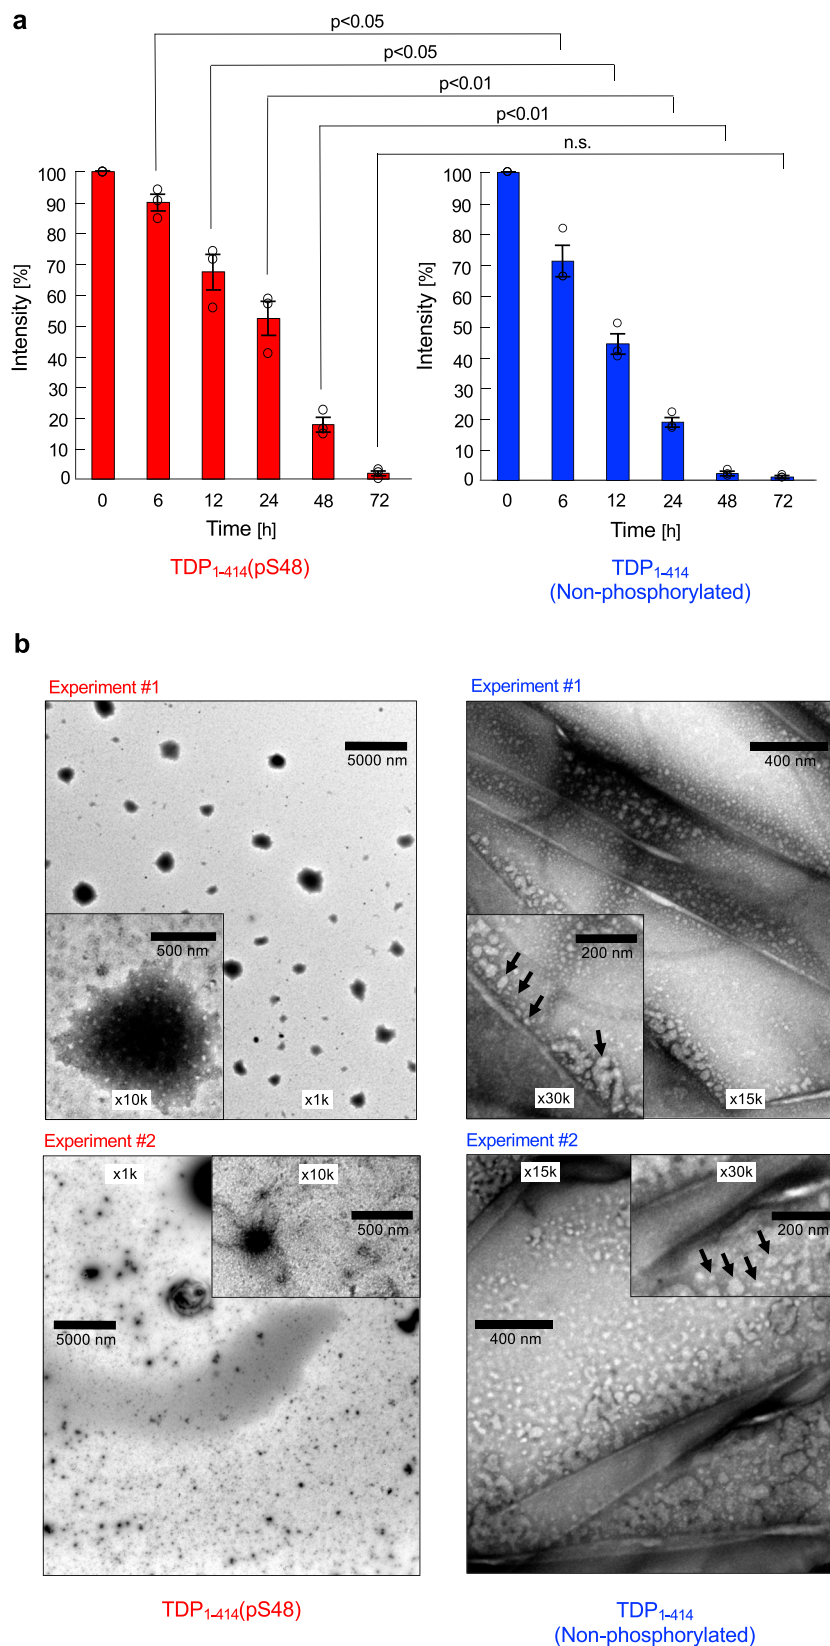 a
p<0.05
p<0.05
p<0.01
p<0.01
n.s.
100
90
80
70
60
50
40
30
20
10
0
Intensity [%]
0 6 12 24 48 72
Time [h]
TDP1-414(pS48)
100
90
80
70
60
50
40
30
20
10
0
Intensity [%]
0 6 12 24 48 72
Time [h]
TDP1-414
(Non-phosphorylated)
b
Experiment #1
5000 nm
500 nm
x10k
x1k
Experiment #1
400 nm
200 nm
x30k
x15k
Experiment #2
x1k
x10k
500 nm
5000 nm
Experiment #2
x15k
x30k
200 nm
400 nm
TDP1-414(pS48)
TDP1-414
(Non-phosphorylated)